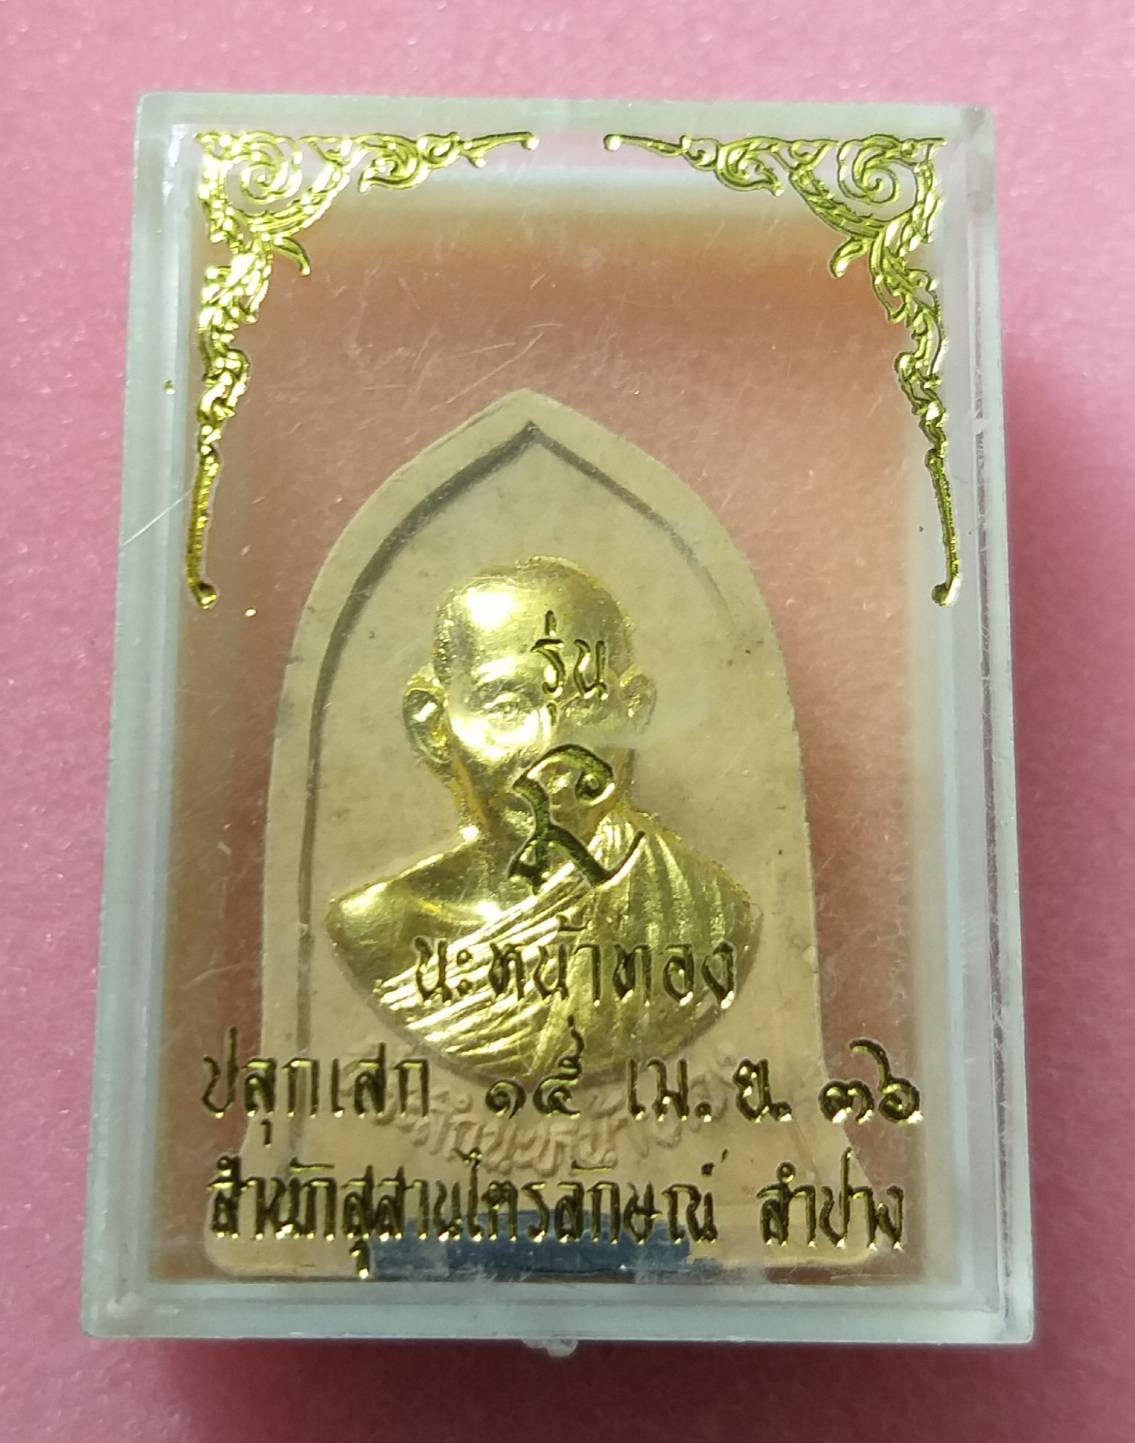 รุ่น
นะหน้าทอง
ปลุกเสก ๑๕ เม.ย. ๓๖
สำนักสุสานไตรลักษณ์ ลำปาง